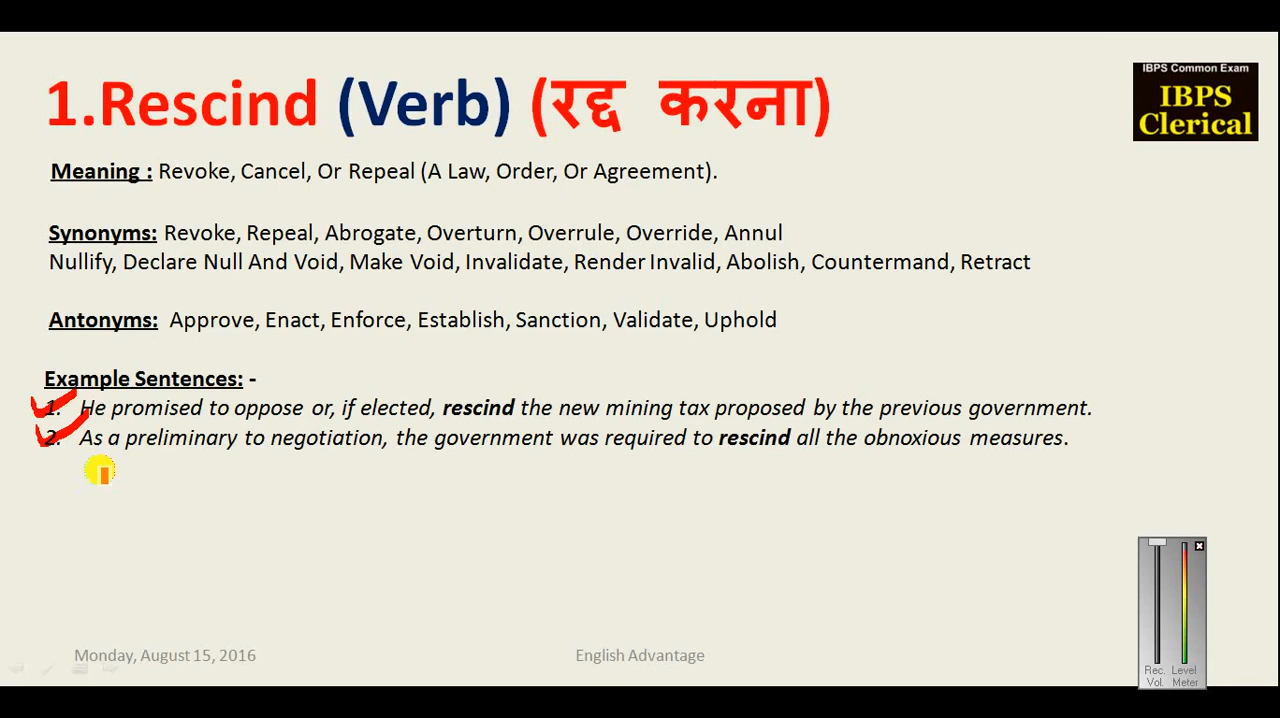 IBPS Common Exam
IBPS
Clerical
1.Rescind (Verb) (रद्द करना)
Meaning : Revoke, Cancel, Or Repeal (A Law, Order, Or Agreement).
Synonyms: Revoke, Repeal, Abrogate, Overturn, Overrule, Override, Annul
Nullify, Declare Null And Void, Make Void, Invalidate, Render Invalid, Abolish, Countermand, Retract
Antonyms: Approve, Enact, Enforce, Establish, Sanction, Validate, Uphold
Example Sentences: -
1. He promised to oppose or, if elected, rescind the new mining tax proposed by the previous government.
2. As a preliminary to negotiation, the government was required to rescind all the obnoxious measures.
Monday, August 15, 2016
English Advantage
Rec. Level
Vol. Meter